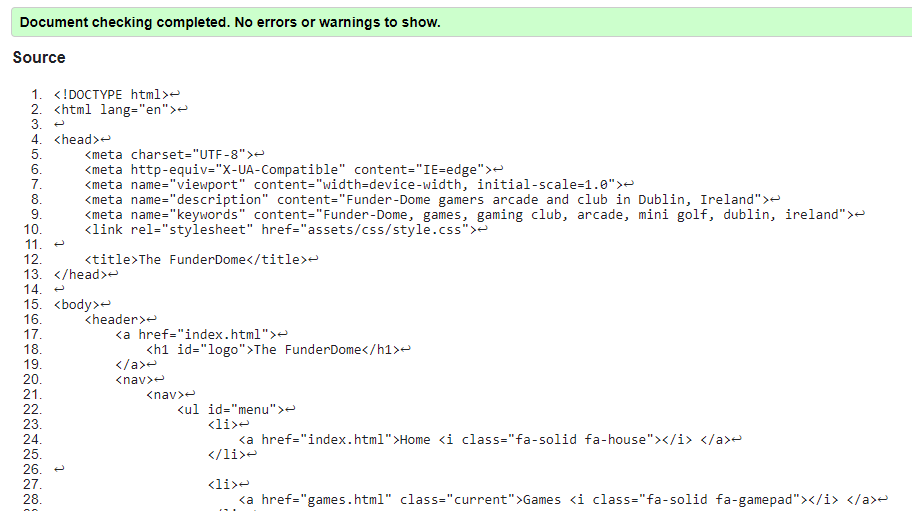 Document checking completed. No errors or warnings to show.
Source
1. <!DOCTYPE html>↩
2. <html lang="en">↩
3. ↩
4. <head>↩
5.     <meta charset="UTF-8">↩
6.     <meta http-equiv="X-UA-Compatible" content="IE=edge">↩
7.     <meta name="viewport" content="width=device-width, initial-scale=1.0">↩
8.     <meta name="description" content="Funder-Dome gamers arcade and club in Dublin, Ireland">↩
9.     <meta name="keywords" content="Funder-Dome, games, gaming club, arcade, mini golf, dublin, ireland">↩
10.     <link rel="stylesheet" href="assets/css/style.css">↩
11. ↩
12.     <title>The FunderDome</title>↩
13. </head>↩
14. ↩
15. <body>↩
16.     <header>↩
17.         <a href="index.html">↩
18.             <h1 id="logo">The FunderDome</h1>↩
19.         </a>↩
20.         <nav>↩
21.             <nav>↩
22.                 <ul id="menu">↩
23.                     <li>↩
24.                         <a href="index.html">Home <i class="fa-solid fa-house"></i> </a>↩
25.                     </li>↩
26. ↩
27.                     <li>↩
28.                         <a href="games.html" class="current">Games <i class="fa-solid fa-gamepad"></i> </a>↩